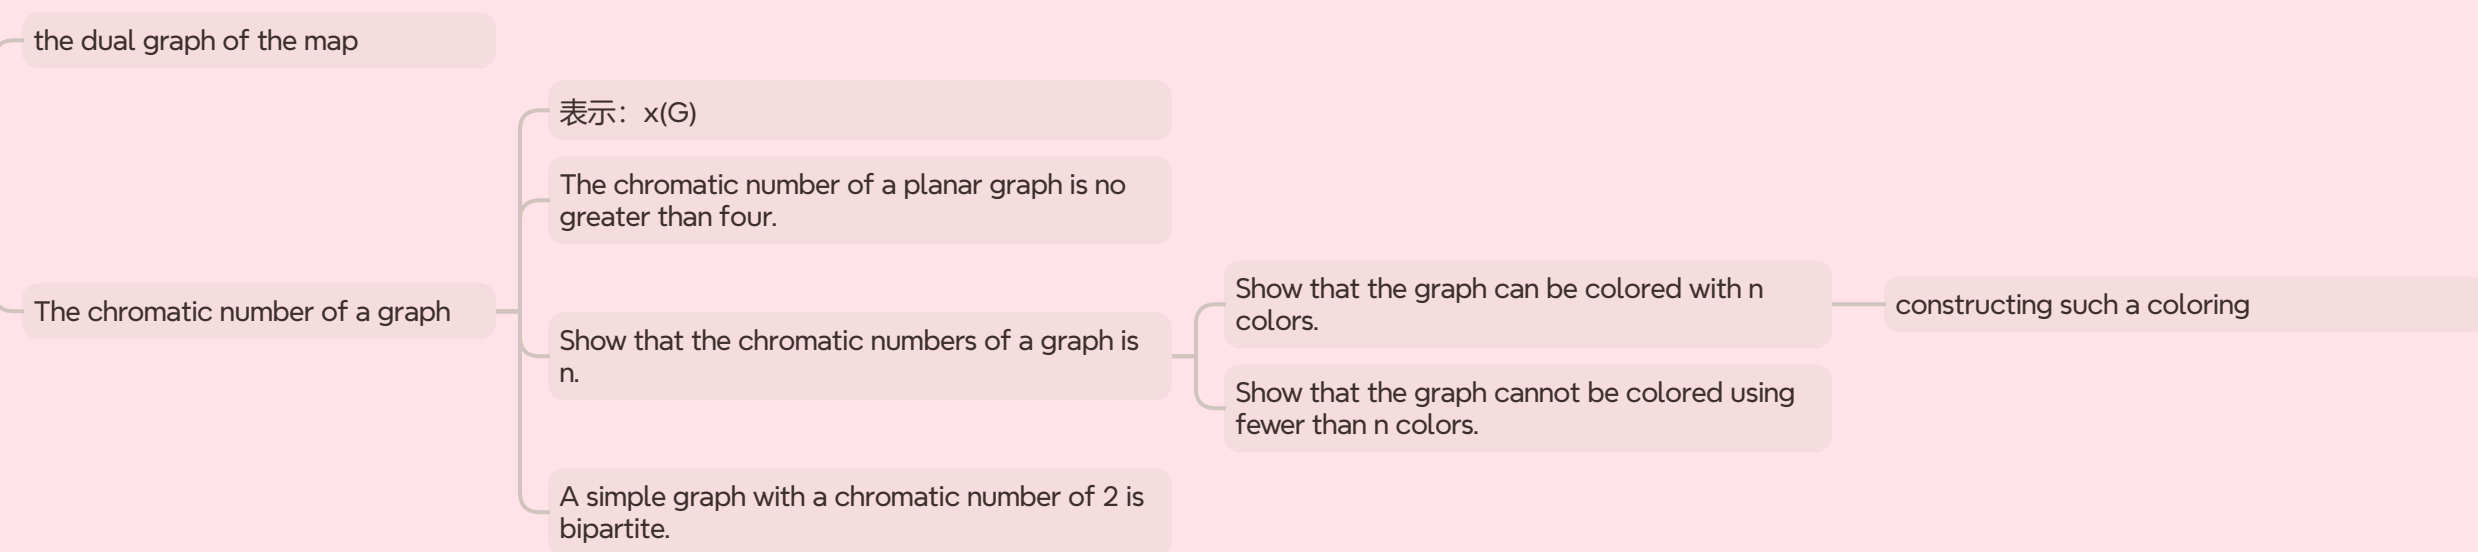 the dual graph of the map
表示：x(G)
The chromatic number of a planar graph is no
greater than four.
The chromatic number of a graph
Show that the chromatic numbers of a graph is
n.
Show that the graph can be colored with n
colors.
constructing such a coloring
Show that the graph cannot be colored using
fewer than n colors.
A simple graph with a chromatic number of 2 is
bipartite.